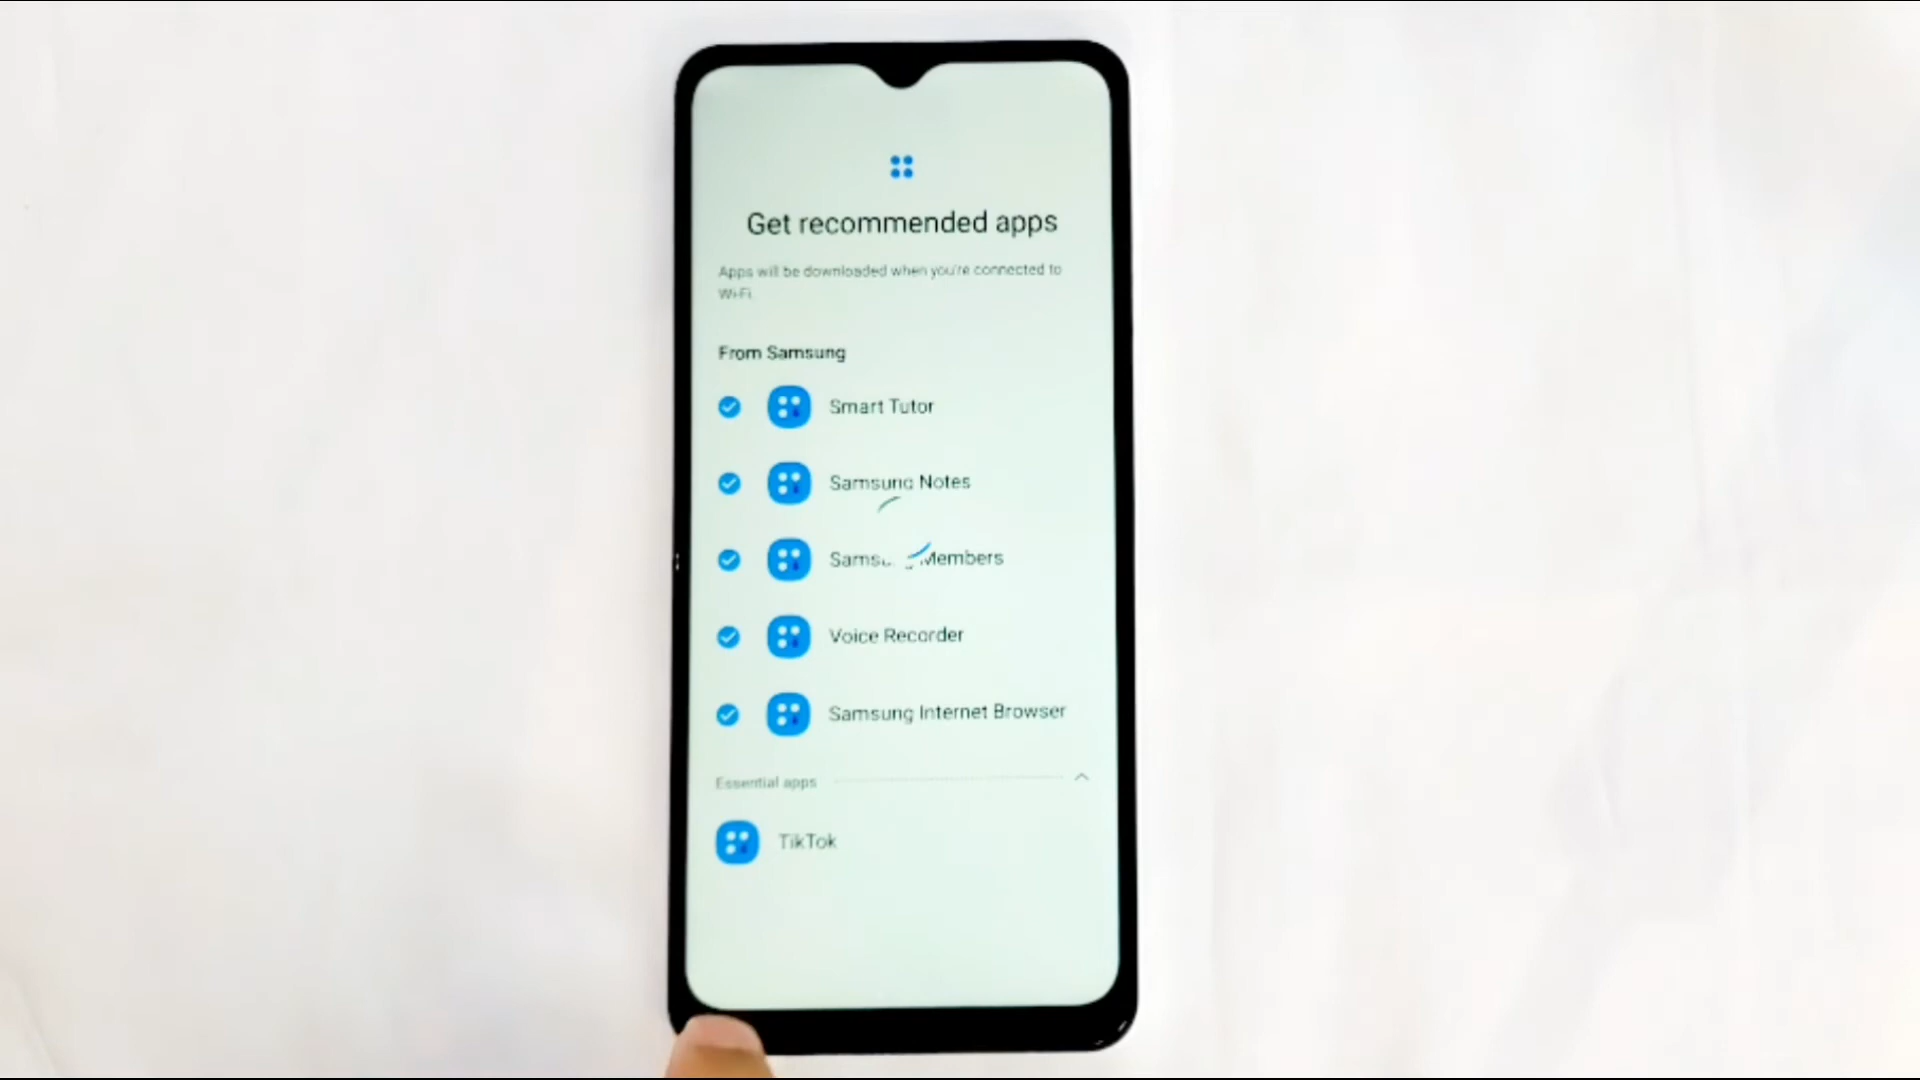 Get recommended apps
Apps will be downloaded when you're connected to
Wi-Fi.
From Samsung
Smart Tutor
Samsung Notes
Samsung Members
Voice Recorder
Samsung Internet Browser
Essential apps
TikTok